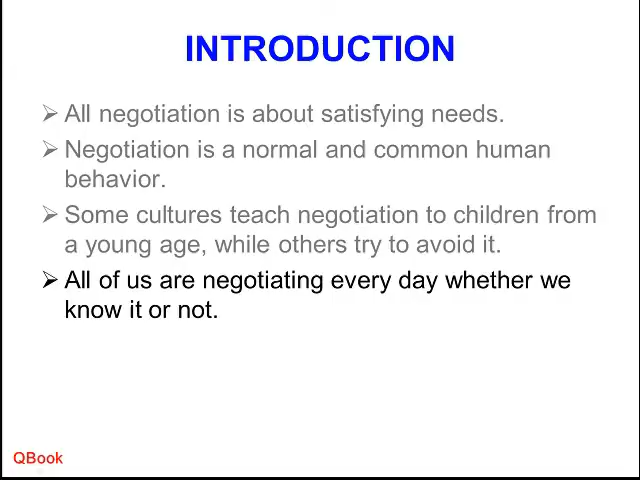 INTRODUCTION
➢ All negotiation is about satisfying needs.
➢ Negotiation is a normal and common human
behavior.
➢ Some cultures teach negotiation to children from
a young age, while others try to avoid it.
➢ All of us are negotiating every day whether we
know it or not.
QBook